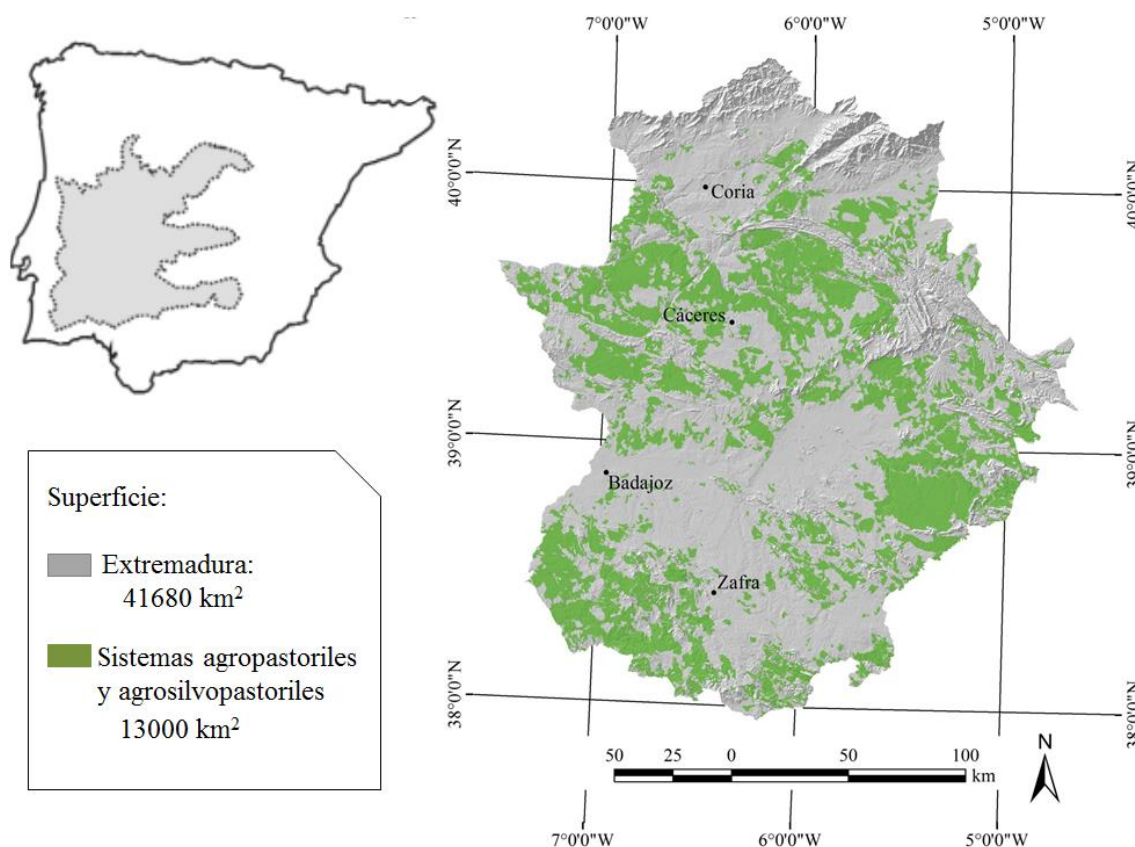 7°0'0"W
6°0'0"W
5°0'0"W
40°0'0"N
40°0'0"N
Coria
Cáceres
39°0'0"N
39°0'0"N
Badajoz
Zafra
38°0'0"N
38°0'0"N
Superficie:
Extremadura:
41680 km²
Sistemas agropastoriles
y agrosilvopastoriles
13000 km²
50 25 0 50 100
km
N
7°0'0"W
6°0'0"W
5°0'0"W